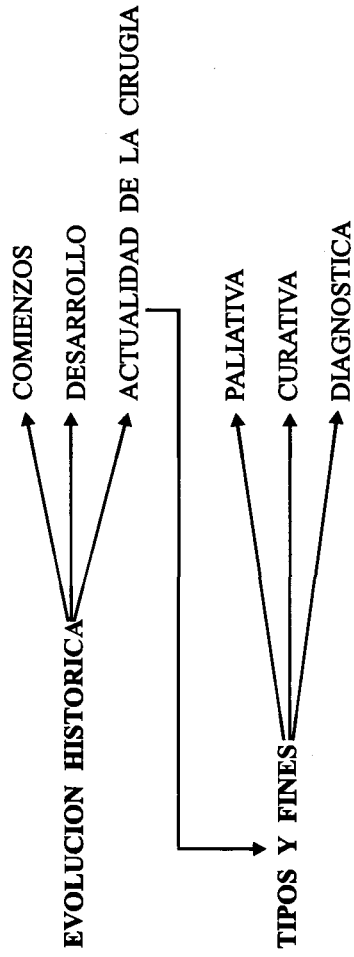 EVOLUCION HISTORICA
COMIENZOS
DESARROLLO
ACTUALIDAD DE LA CIRUGIA
TIPOS Y FINES
PALIATIVA
CURATIVA
DIAGNOSTICA